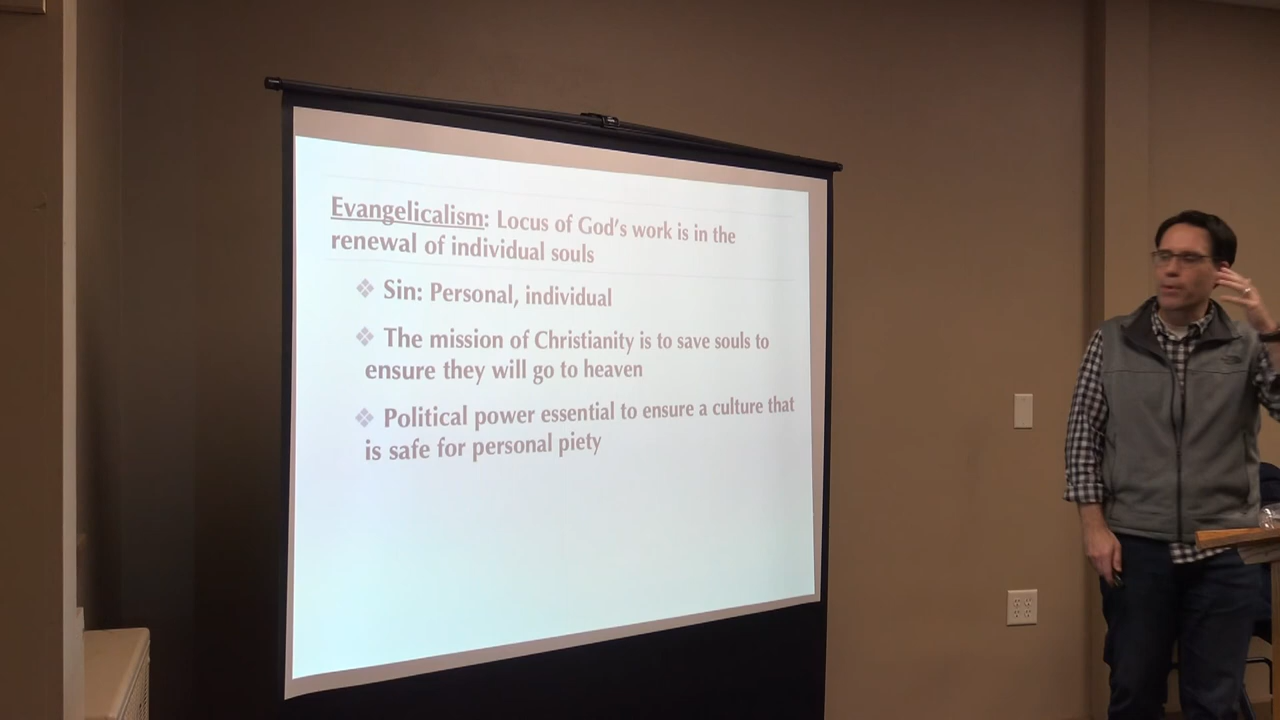 Evangelicalism: Locus of God's work is in the
renewal of individual souls
❖ Sin: Personal, individual
❖ The mission of Christianity is to save souls to
ensure they will go to heaven
❖ Political power essential to ensure a culture that
is safe for personal piety